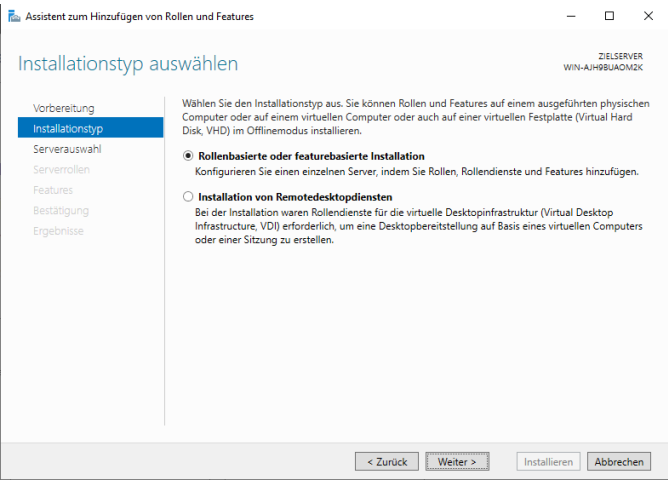 Assistent zum Hinzufügen von Rollen und Features
Installationstyp auswählen
ZIELSERVER
WIN-AJH9BUAOM2K
Vorbereitung
Installationstyp
Serverauswahl
Serverrollen
Features
Bestätigung
Ergebnisse
Wählen Sie den Installationstyp aus. Sie können Rollen und Features auf einem ausgeführten physischen
Computer oder auf einem virtuellen Computer oder auch auf einer virtuellen Festplatte (Virtual Hard
Disk, VHD) im Offlinemodus installieren.
Rollenbasierte oder featurebasierte Installation
Konfigurieren Sie einen einzelnen Server, indem Sie Rollen, Rollendienste und Features hinzufügen.
Installation von Remotedesktopdiensten
Bei der Installation waren Rollendienste für die virtuelle Desktopinfrastruktur (Virtual Desktop
Infrastructure, VDI) erforderlich, um eine Desktopbereitstellung auf Basis eines virtuellen Computers
oder einer Sitzung zu erstellen.
< Zurück
Weiter >
Installieren
Abbrechen